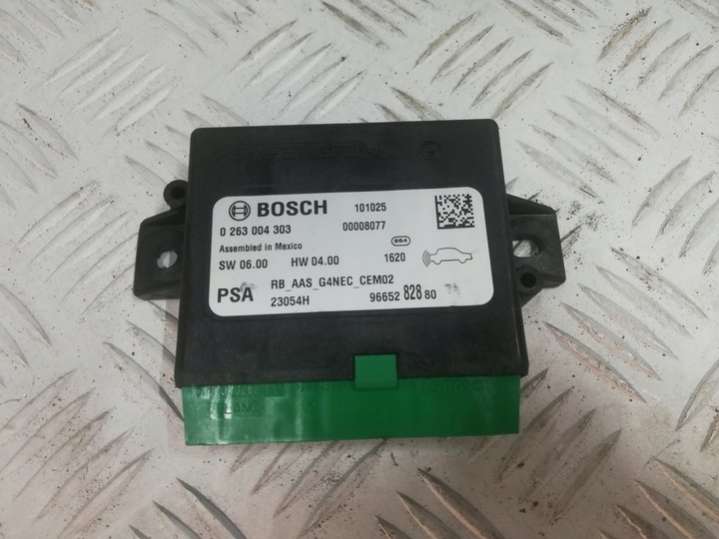 BOSCH 101025
0 263 004 303 00008077
Assembled in Mexico
SW 06.00 HW 04.00 1620
RB_AAS_G4NEC_CEM02
PSA 23054H 96652 828 80